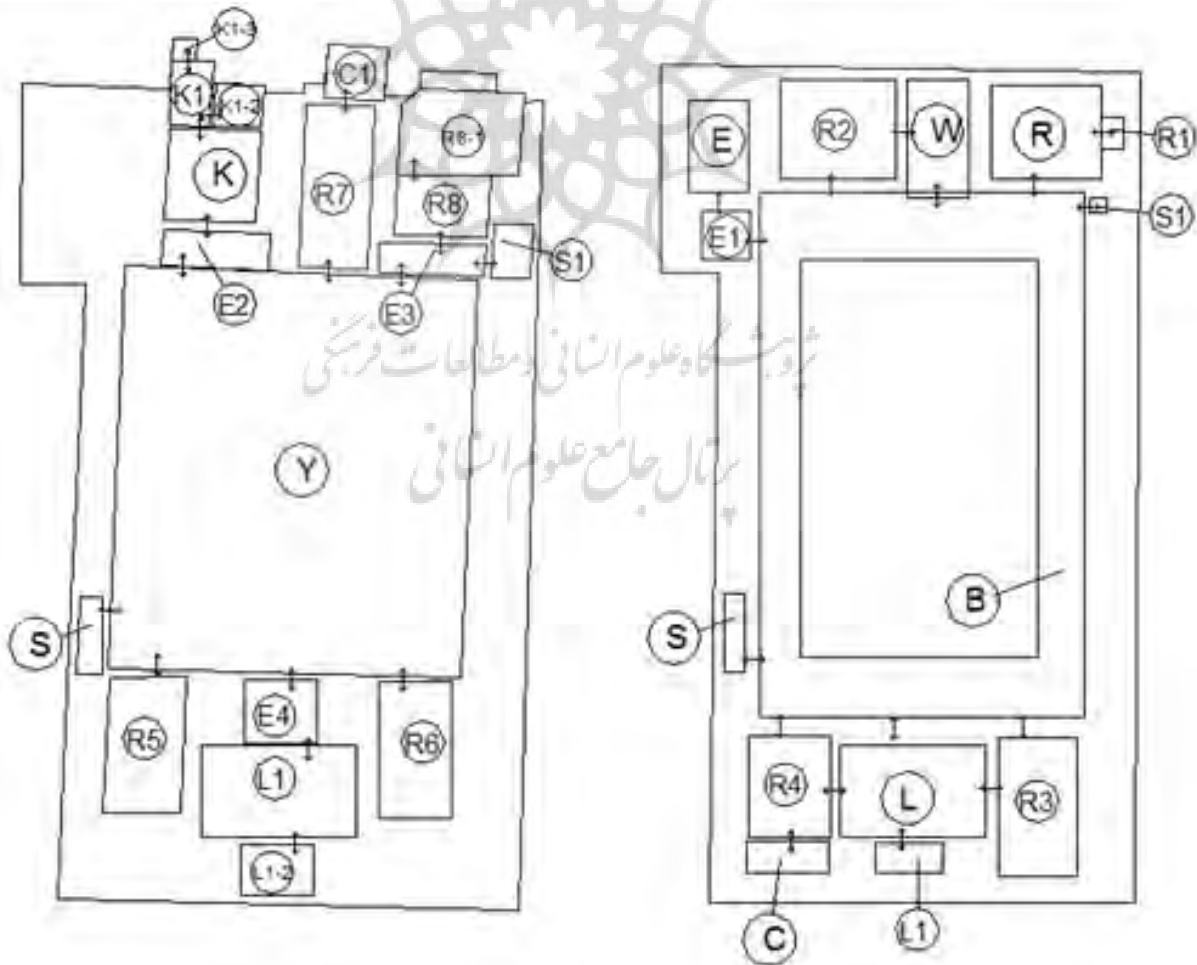 K1-3
K1
K1-2
C1
R8-1
K
R7
R8
S1
E2
E3
Y
S
R5
E4
R6
L1
L1-2
E
R2
W
R
R1
E1
S1
B
S
R4
L
R3
C
L1
پژوهشگاه علوم انسانی و مطالعات فرهنگی
پرتال جامع علوم انسانی